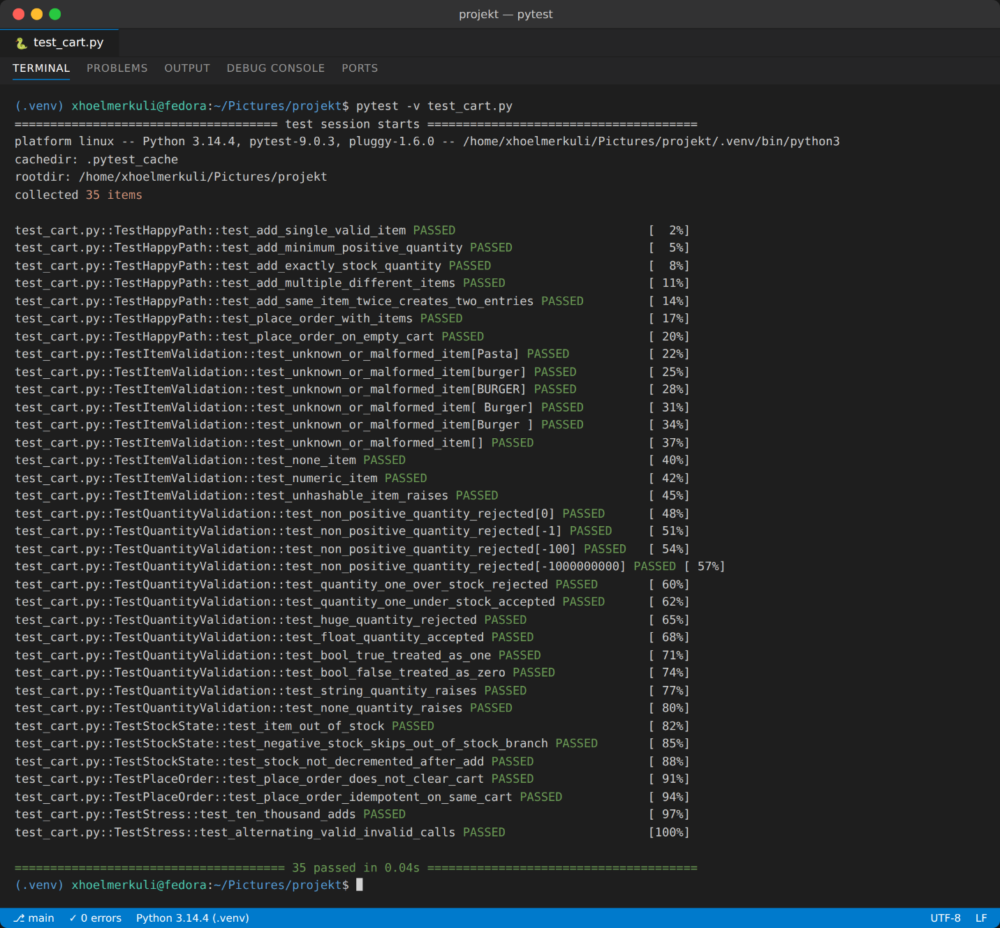 projekt — pytest
🐍 test_cart.py
TERMINAL PROBLEMS OUTPUT DEBUG CONSOLE PORTS
(.venv) xhoelmerkuli@fedora:~/Pictures/projekt$ pytest -v test_cart.py
===================================== test session starts ======================================
platform linux -- Python 3.14.4, pytest-9.0.3, pluggy-1.6.0 -- /home/xhoelmerkuli/Pictures/projekt/.venv/bin/python3
cachedir: .pytest_cache
rootdir: /home/xhoelmerkuli/Pictures/projekt
collected 35 items
test_cart.py::TestHappyPath::test_add_single_valid_item PASSED                           [  2%]
test_cart.py::TestHappyPath::test_add_minimum_positive_quantity PASSED                   [  5%]
test_cart.py::TestHappyPath::test_add_exactly_stock_quantity PASSED                      [  8%]
test_cart.py::TestHappyPath::test_add_multiple_different_items PASSED                    [ 11%]
test_cart.py::TestHappyPath::test_add_same_item_twice_creates_two_entries PASSED         [ 14%]
test_cart.py::TestHappyPath::test_place_order_with_items PASSED                          [ 17%]
test_cart.py::TestHappyPath::test_place_order_on_empty_cart PASSED                       [ 20%]
test_cart.py::TestItemValidation::test_unknown_or_malformed_item[Pasta] PASSED           [ 22%]
test_cart.py::TestItemValidation::test_unknown_or_malformed_item[burger] PASSED          [ 25%]
test_cart.py::TestItemValidation::test_unknown_or_malformed_item[BURGER] PASSED          [ 28%]
test_cart.py::TestItemValidation::test_unknown_or_malformed_item[ Burger] PASSED         [ 31%]
test_cart.py::TestItemValidation::test_unknown_or_malformed_item[Burger ] PASSED         [ 34%]
test_cart.py::TestItemValidation::test_unknown_or_malformed_item[] PASSED                [ 37%]
test_cart.py::TestItemValidation::test_none_item PASSED                                  [ 40%]
test_cart.py::TestItemValidation::test_numeric_item PASSED                               [ 42%]
test_cart.py::TestItemValidation::test_unhashable_item_raises PASSED                     [ 45%]
test_cart.py::TestQuantityValidation::test_non_positive_quantity_rejected[0] PASSED      [ 48%]
test_cart.py::TestQuantityValidation::test_non_positive_quantity_rejected[-1] PASSED     [ 51%]
test_cart.py::TestQuantityValidation::test_non_positive_quantity_rejected[-100] PASSED   [ 54%]
test_cart.py::TestQuantityValidation::test_non_positive_quantity_rejected[-1000000000] PASSED [ 57%]
test_cart.py::TestQuantityValidation::test_quantity_one_over_stock_rejected PASSED       [ 60%]
test_cart.py::TestQuantityValidation::test_quantity_one_under_stock_accepted PASSED      [ 62%]
test_cart.py::TestQuantityValidation::test_huge_quantity_rejected PASSED                 [ 65%]
test_cart.py::TestQuantityValidation::test_float_quantity_accepted PASSED                [ 68%]
test_cart.py::TestQuantityValidation::test_bool_true_treated_as_one PASSED               [ 71%]
test_cart.py::TestQuantityValidation::test_bool_false_treated_as_zero PASSED             [ 74%]
test_cart.py::TestQuantityValidation::test_string_quantity_raises PASSED                 [ 77%]
test_cart.py::TestQuantityValidation::test_none_quantity_raises PASSED                   [ 80%]
test_cart.py::TestStockState::test_item_out_of_stock PASSED                              [ 82%]
test_cart.py::TestStockState::test_negative_stock_skips_out_of_stock_branch PASSED       [ 85%]
test_cart.py::TestStockState::test_stock_not_decremented_after_add PASSED                [ 88%]
test_cart.py::TestPlaceOrder::test_place_order_does_not_clear_cart PASSED                [ 91%]
test_cart.py::TestPlaceOrder::test_place_order_idempotent_on_same_cart PASSED            [ 94%]
test_cart.py::TestStress::test_ten_thousand_adds PASSED                                  [ 97%]
test_cart.py::TestStress::test_alternating_valid_invalid_calls PASSED                    [100%]
====================================== 35 passed in 0.04s ======================================
(.venv) xhoelmerkuli@fedora:~/Pictures/projekt$
⎇ main ✓ 0 errors Python 3.14.4 (.venv) UTF-8 LF